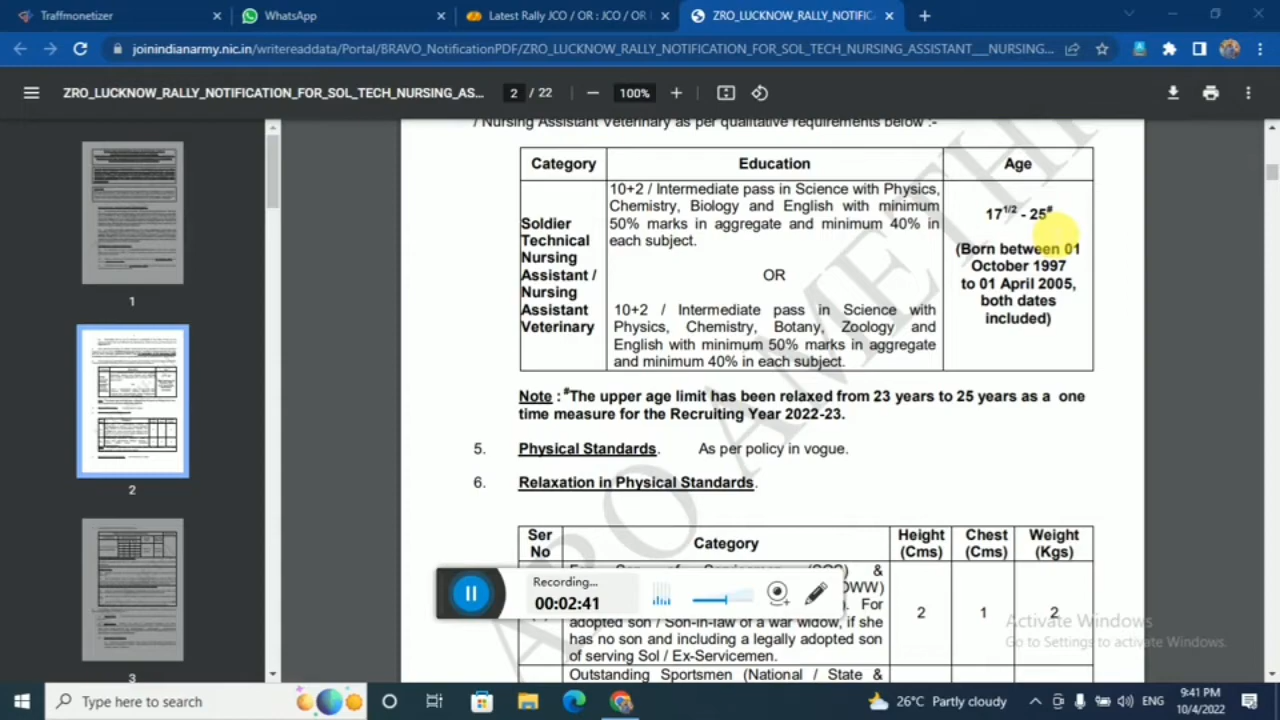 Traffmonetizer
WhatsApp
Latest Rally JCO / OR : JCO / OR
ZRO_LUCKNOW_RALLY_NOTIFIC
joinindianarmy.nic.in/writereaddata/Portal/BRAVO_NotificationPDF/ZRO_LUCKNOW_RALLY_NOTIFICATION_FOR_SOL_TECH_NURSING_ASSISTANT___NURSING...
ZRO_LUCKNOW_RALLY_NOTIFICATION_FOR_SOL_TECH_NURSING_AS...
2 / 22
100%
/ Nursing Assistant Veterinary as per qualitative requirements below :-
Category Education Age
Soldier
Technical
Nursing
Assistant /
Nursing
Assistant
Veterinary
10+2 / Intermediate pass in Science with Physics,
Chemistry, Biology and English with minimum
50% marks in aggregate and minimum 40% in
each subject.
OR
10+2 / Intermediate pass in Science with
Physics, Chemistry, Botany, Zoology and
English with minimum 50% marks in aggregate
and minimum 40% in each subject.
17 1/2 - 25#
(Born between 01
October 1997
to 01 April 2005,
both dates
included)
Note : #The upper age limit has been relaxed from 23 years to 25 years as a one
time measure for the Recruiting Year 2022-23.
5. Physical Standards. As per policy in vogue.
6. Relaxation in Physical Standards.
Ser
No
Category
Height
(Cms)
Chest
(Cms)
Weight
(Kgs)
&
DWW)
For
adopted son / Son-in-law of a war widow, if she
has no son and including a legally adopted son
of serving Sol / Ex-Servicemen.
2 1 2
Outstanding Sportsmen (National / State &
ARO AMETHI
1
2
3
Recording...
00:02:41
Activate Windows
Go to Settings to activate Windows.
Type here to search
26°C Partly cloudy
ENG
9:41 PM
10/4/2022